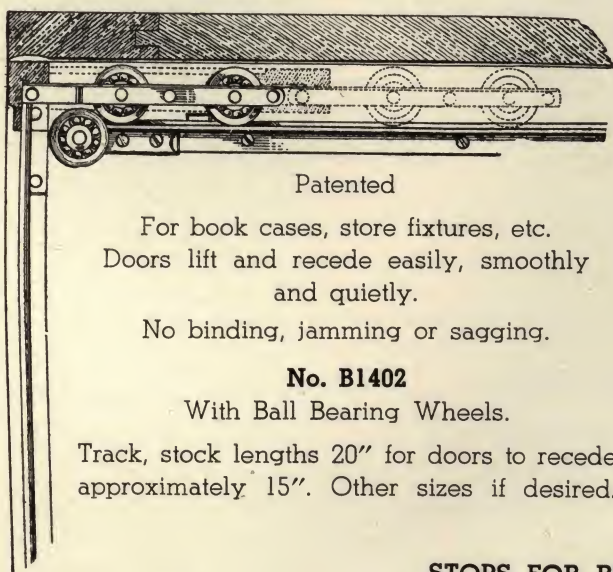 Patented
For book cases, store fixtures, etc.
Doors lift and recede easily, smoothly
and quietly.
No binding, jamming or sagging.
No. B1402
With Ball Bearing Wheels.
Track, stock lengths 20″ for doors to recede
approximately 15″. Other sizes if desired.
STOPS FOR